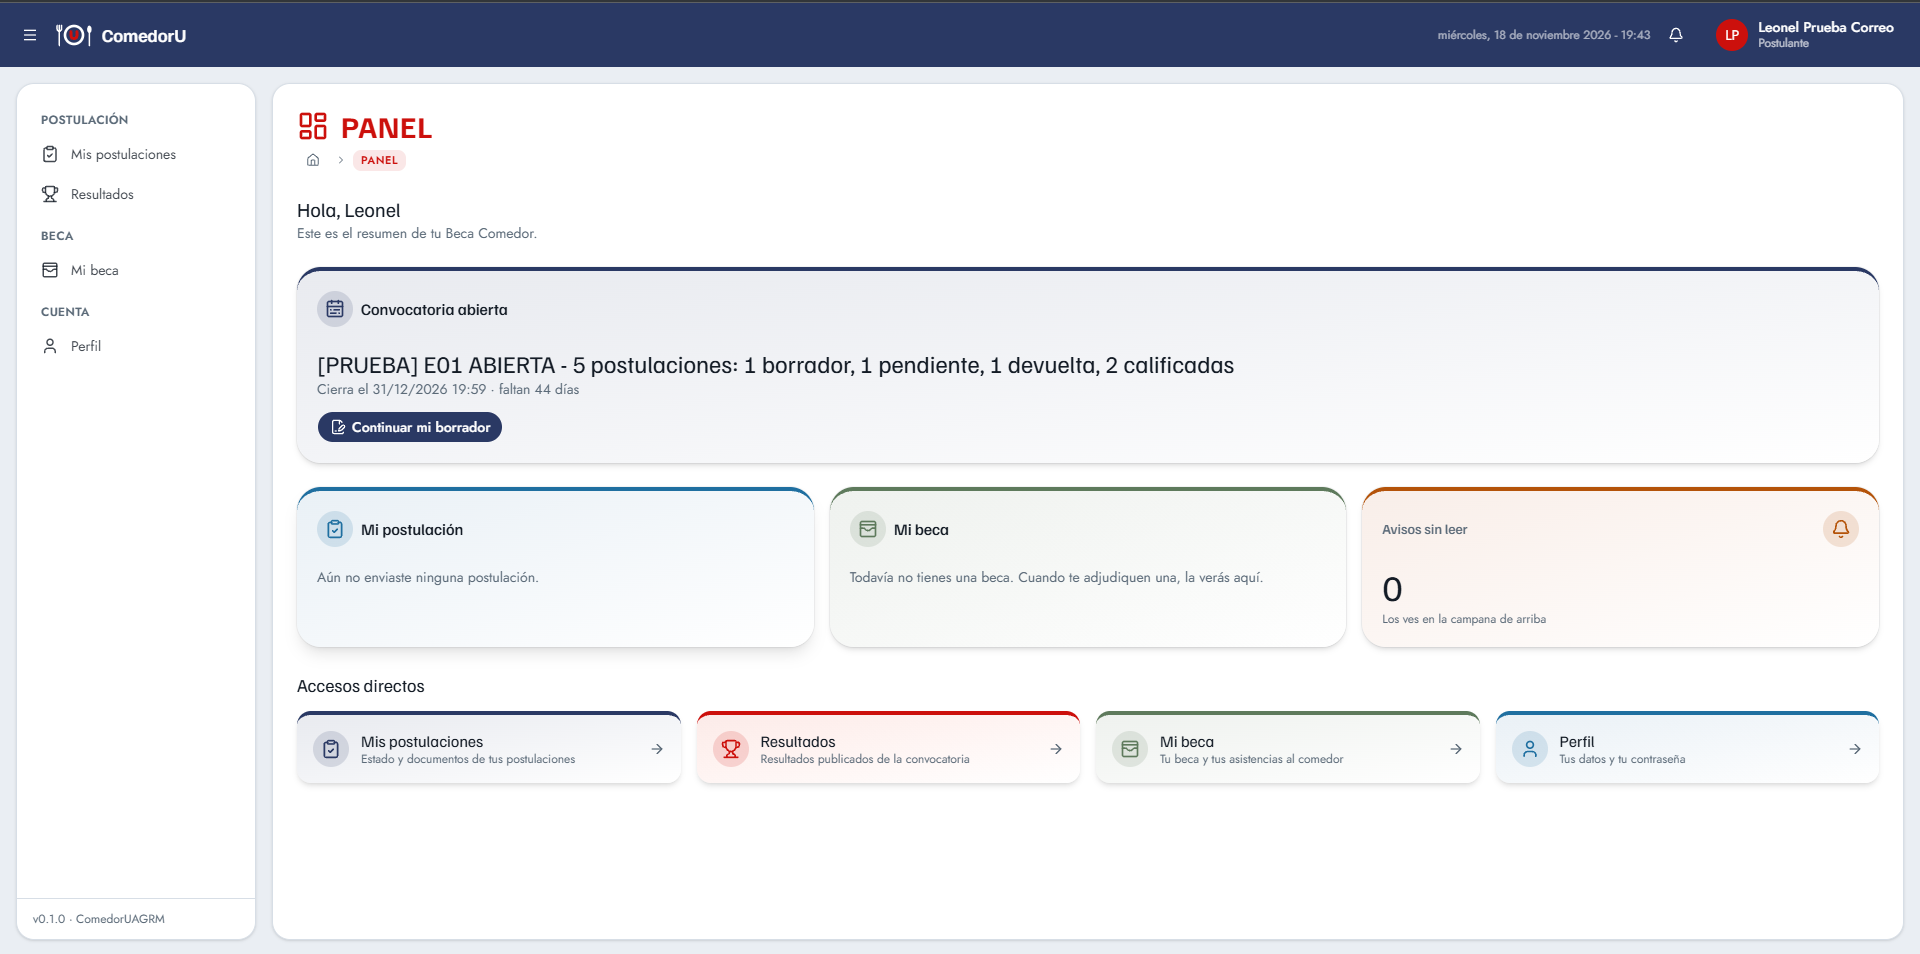 ComedorU
miércoles, 18 de noviembre 2026 - 19:43
LP
Leonel Prueba Correo
Postulante
POSTULACIÓN
Mis postulaciones
Resultados
BECA
Mi beca
CUENTA
Perfil
v0.1.0 · ComedorUAGRM
PANEL
PANEL
Hola, Leonel
Este es el resumen de tu Beca Comedor.
Convocatoria abierta
[PRUEBA] E01 ABIERTA - 5 postulaciones: 1 borrador, 1 pendiente, 1 devuelta, 2 calificadas
Cierra el 31/12/2026 19:59 · faltan 44 días
Continuar mi borrador
Mi postulación
Aún no enviaste ninguna postulación.
Mi beca
Todavía no tienes una beca. Cuando te adjudiquen una, la verás aquí.
Avisos sin leer
0
Los ves en la campana de arriba
Accesos directos
Mis postulaciones
Estado y documentos de tus postulaciones
Resultados
Resultados publicados de la convocatoria
Mi beca
Tu beca y tus asistencias al comedor
Perfil
Tus datos y tu contraseña